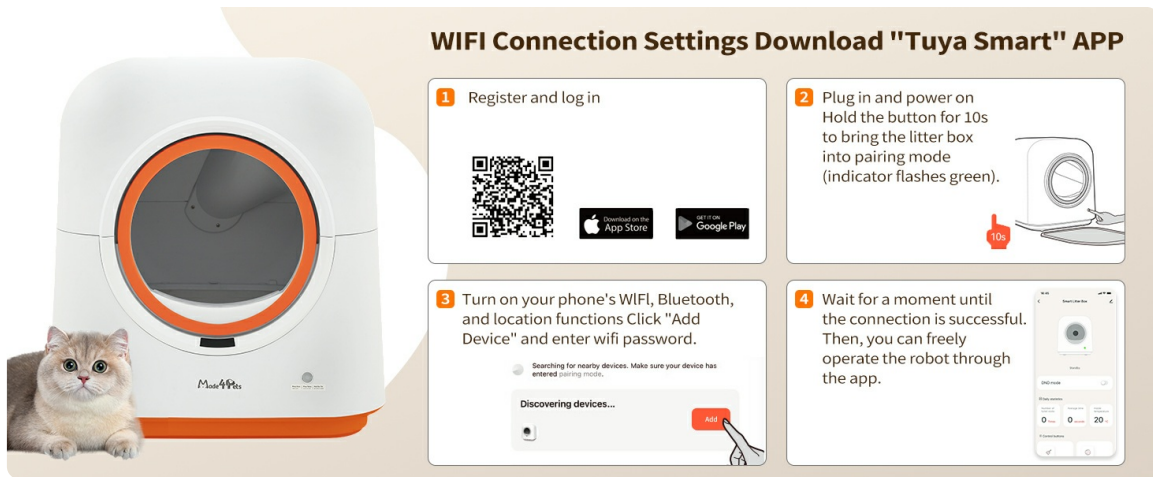 WIFI Connection Settings Download "Tuya Smart" APP
1 Register and log in
Download on the
App Store
GET IT ON
Google Play
2 Plug in and power on
Hold the button for 10s
to bring the litter box
into pairing mode
(indicator flashes green).
10s
3 Turn on your phone's WIFI, Bluetooth,
and location functions Click "Add
Device" and enter wifi password.
Searching for nearby devices. Make sure your device has
entered pairing mode.
Discovering devices...
Add
4 Wait for a moment until
the connection is successful.
Then, you can freely
operate the robot through
the app.
Smart Litter Box
DND mode
0
0
20
Control buttons
Mode4Pets